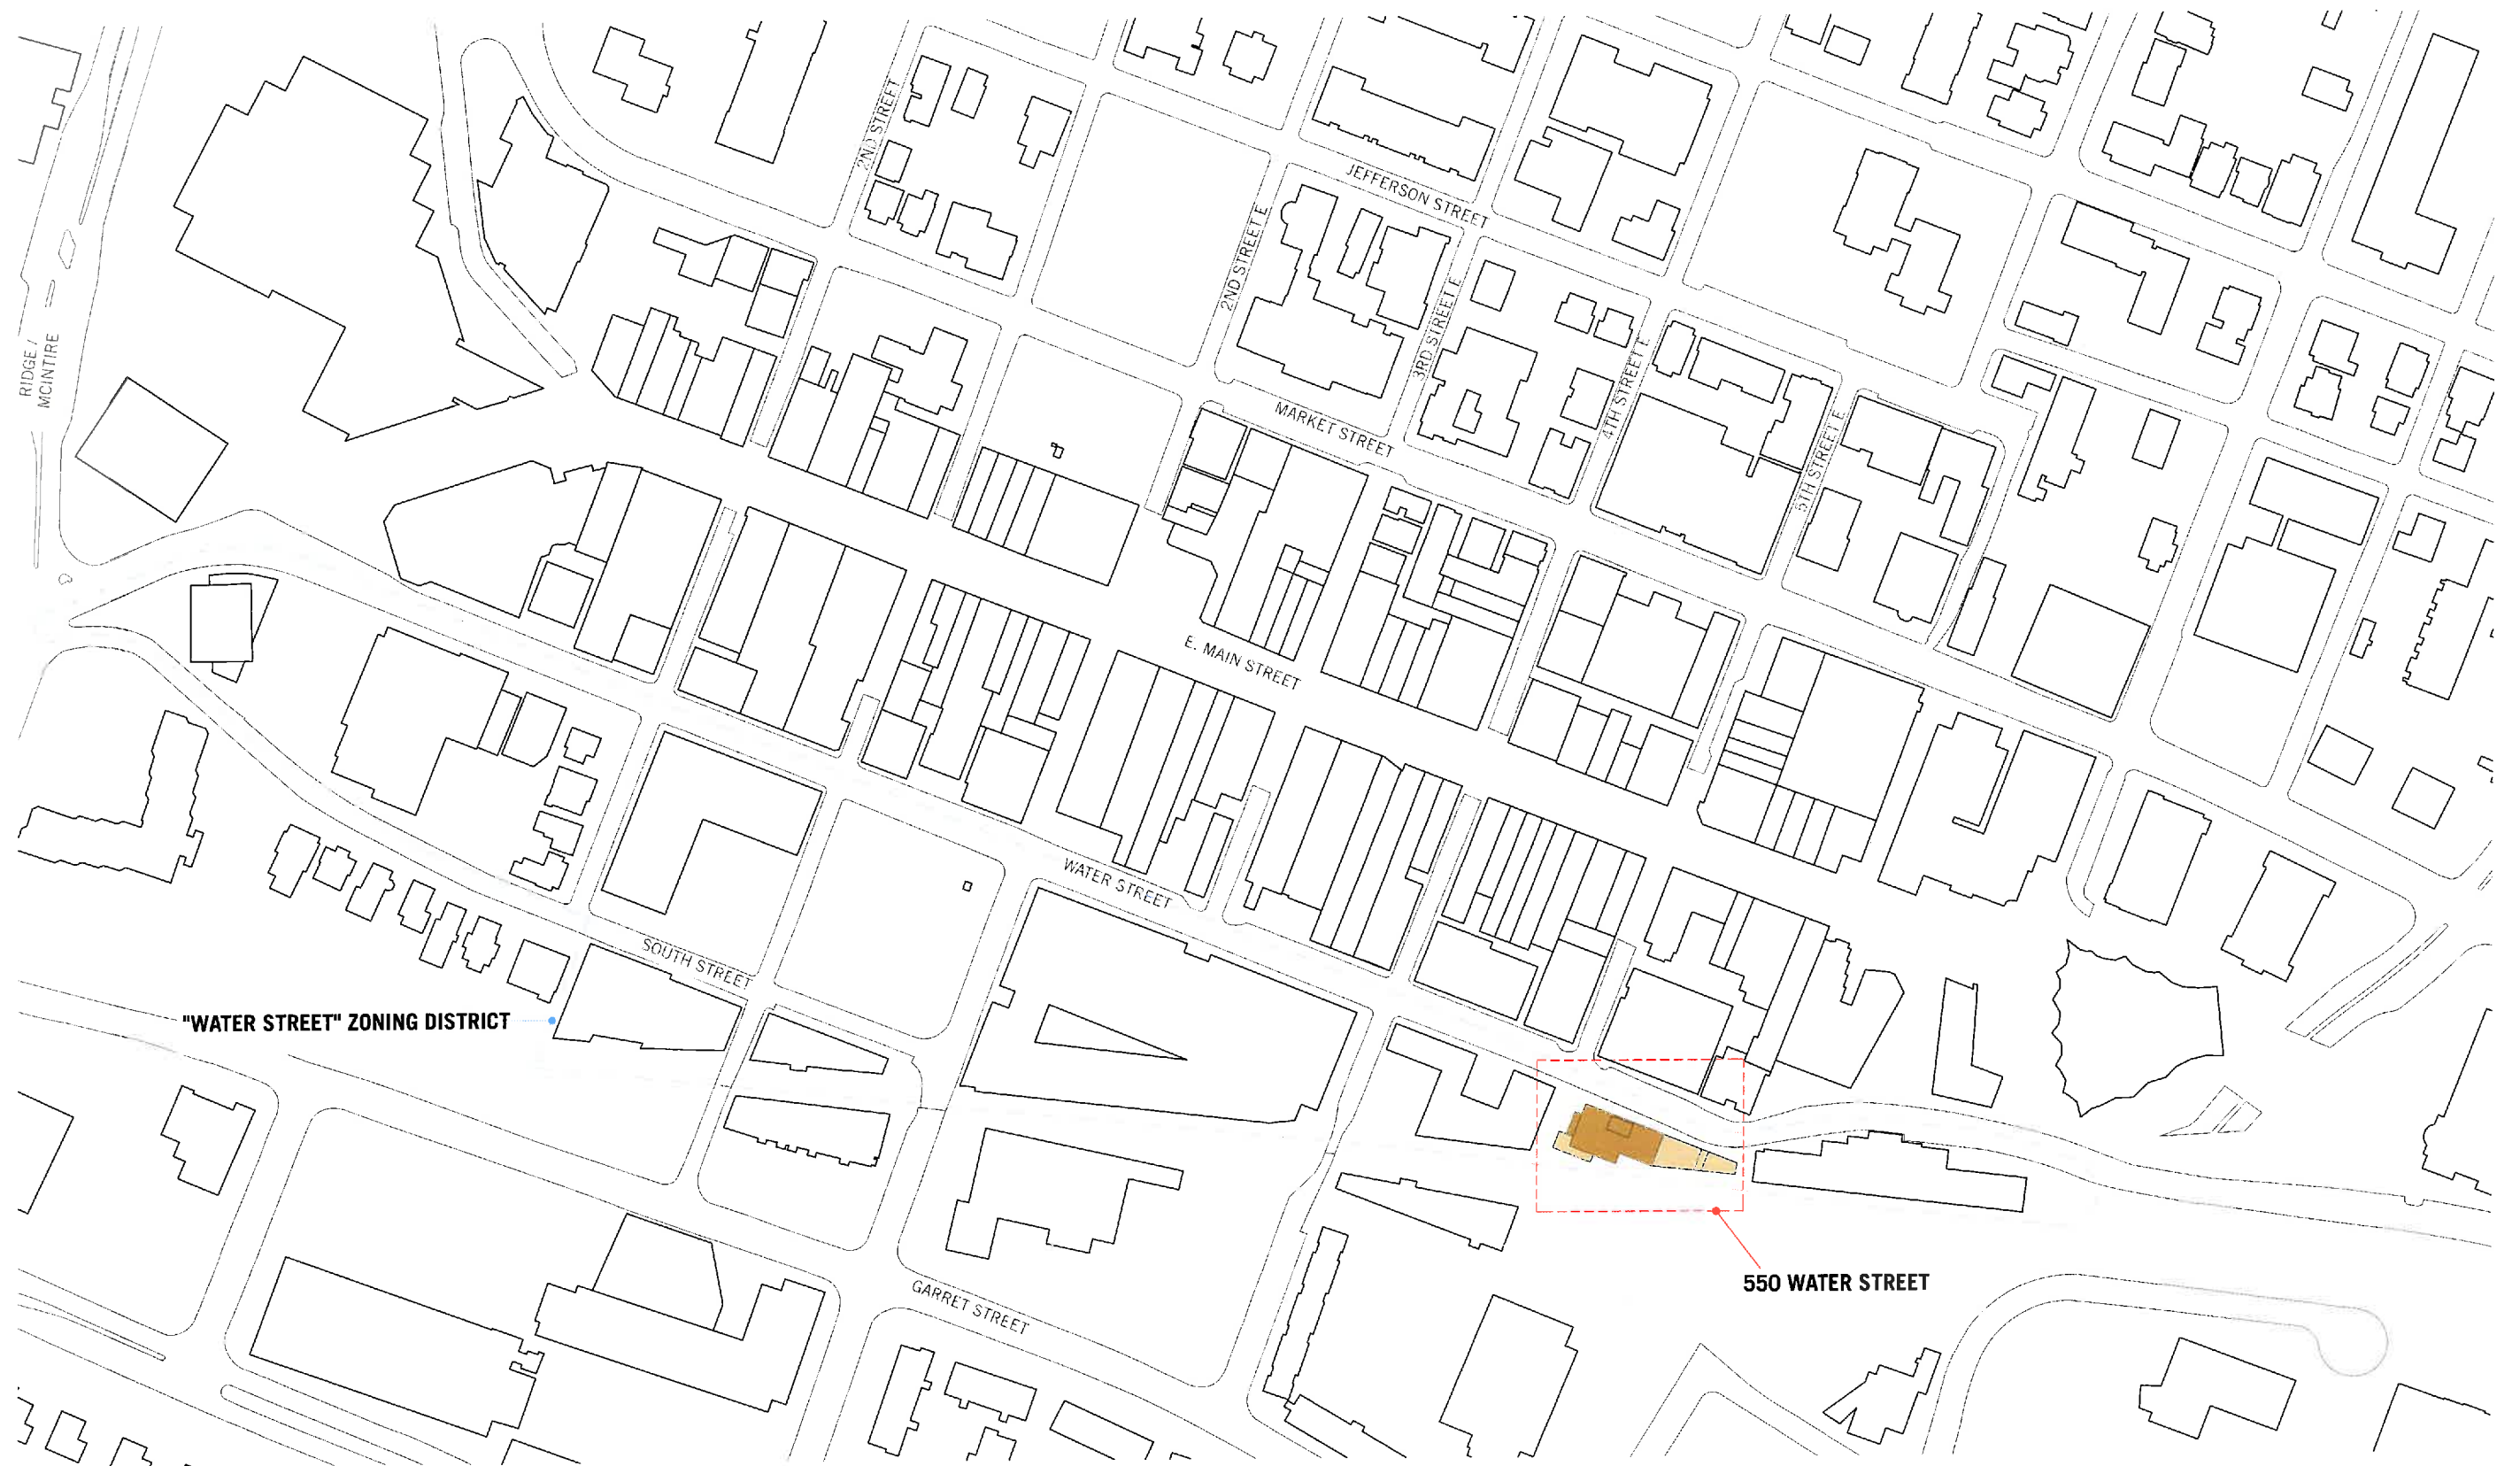 2ND STREET
JEFFERSON STREET
2ND STREET E.
3RD STREET E.
RIDGE /
MCINTIRE
4TH STREET E.
MARKET STREET
5TH STREET E.
E. MAIN STREET
WATER STREET
SOUTH STREET
"WATER STREET" ZONING DISTRICT
550 WATER STREET
GARRET STREET